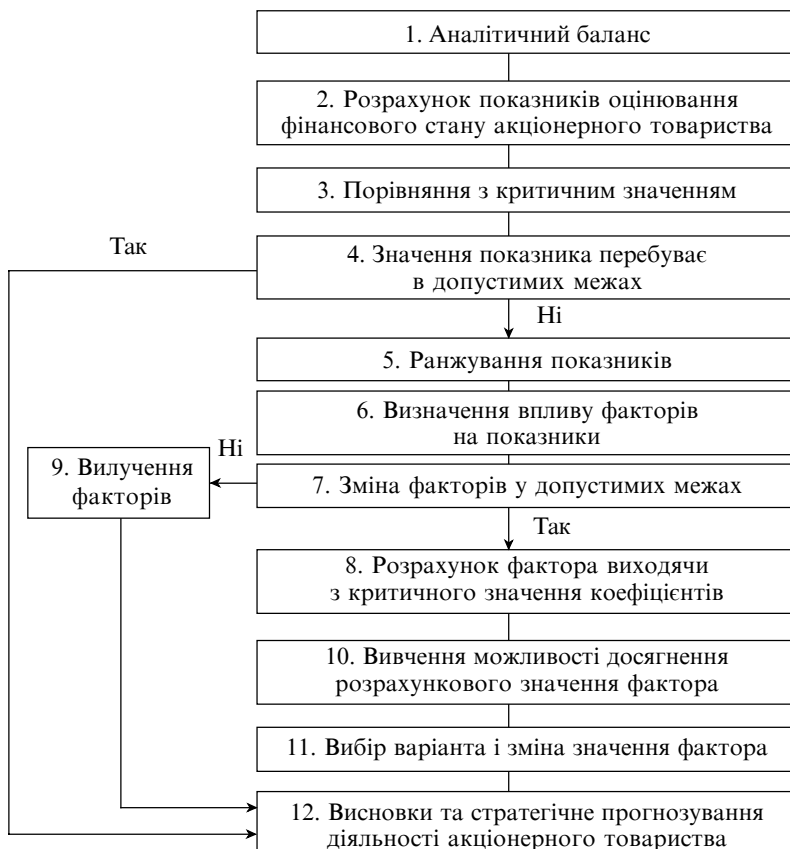 1. Аналітичний баланс
2. Розрахунок показників оцінювання
фінансового стану акціонерного товариства
3. Порівняння з критичним значенням
Так
4. Значення показника перебуває
в допустимих межах
Ні
5. Ранжування показників
6. Визначення впливу факторів
на показники
Ні
9. Вилучення
факторів
7. Зміна факторів у допустимих межах
Так
8. Розрахунок фактора виходячи
з критичного значення коефіцієнтів
10. Вивчення можливості досягнення
розрахункового значення фактора
11. Вибір варіанта і зміна значення фактора
12. Висновки та стратегічне прогнозування
діяльності акціонерного товариства